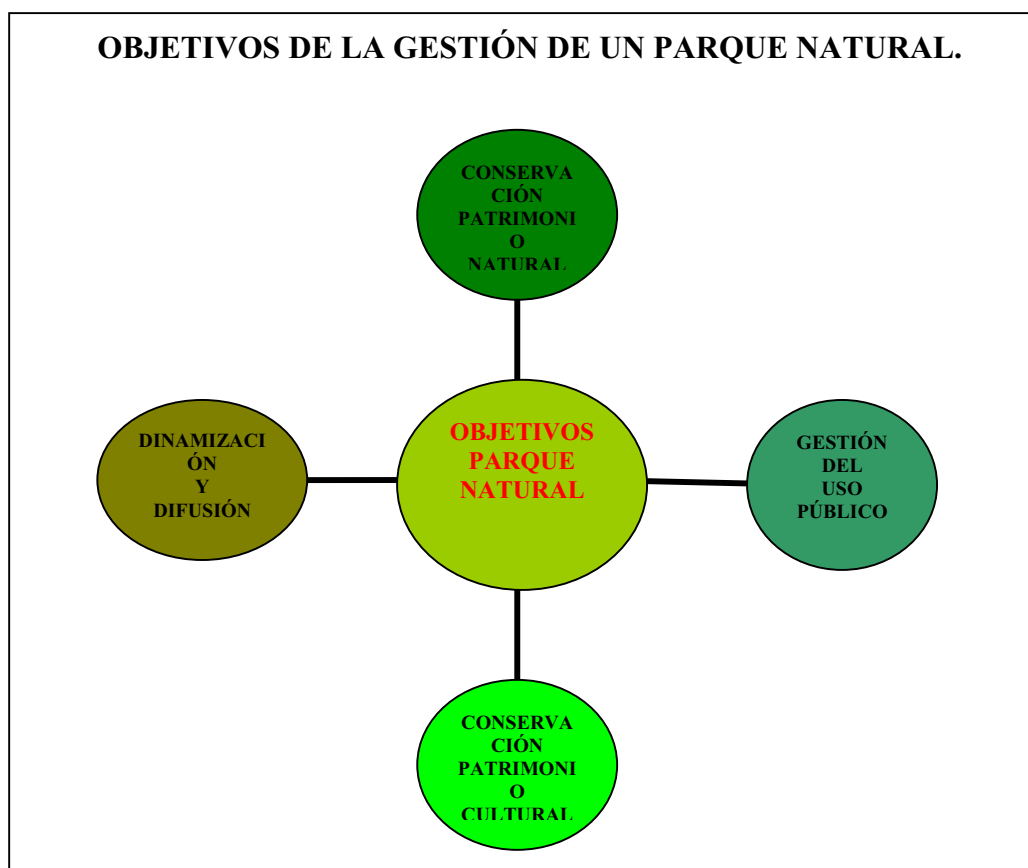 OBJETIVOS DE LA GESTIÓN DE UN PARQUE NATURAL.
CONSERVA
CIÓN
PATRIMONI
O
NATURAL
OBJETIVOS
PARQUE
NATURAL
DINAMIZACI
ÓN
Y
DIFUSIÓN
GESTIÓN
DEL
USO
PÚBLICO
CONSERVA
CIÓN
PATRIMONI
O
CULTURAL